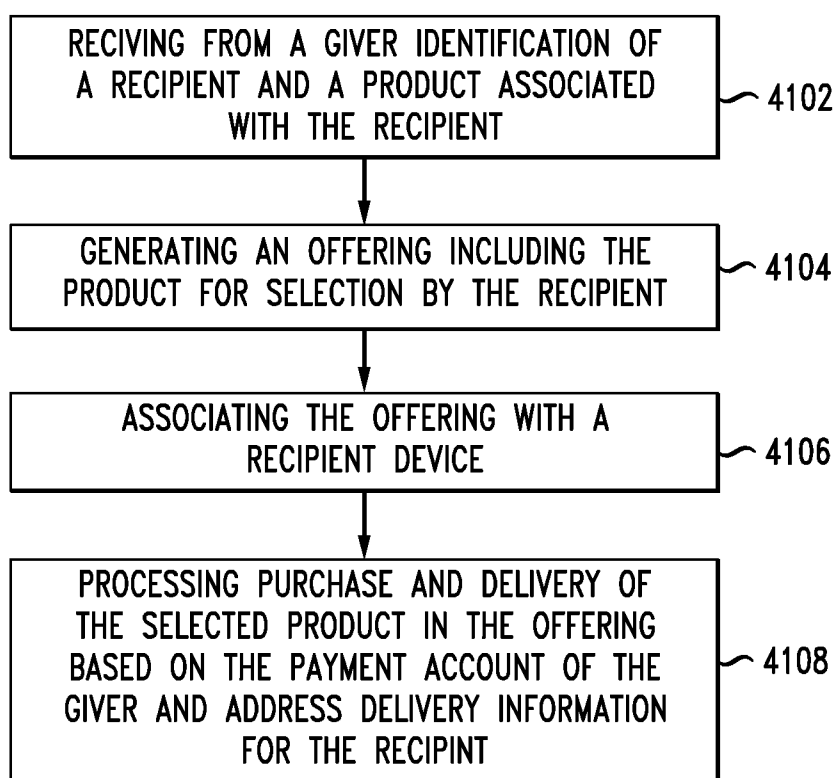 RECIVING FROM A GIVER IDENTIFICATION OF
A RECIPIENT AND A PRODUCT ASSOCIATED
WITH THE RECIPIENT
4102
GENERATING AN OFFERING INCLUDING THE
PRODUCT FOR SELECTION BY THE RECIPIENT
4104
ASSOCIATING THE OFFERING WITH A
RECIPIENT DEVICE
4106
PROCESSING PURCHASE AND DELIVERY OF
THE SELECTED PRODUCT IN THE OFFERING
BASED ON THE PAYMENT ACCOUNT OF THE
GIVER AND ADDRESS DELIVERY INFORMATION
FOR THE RECIPINT
4108